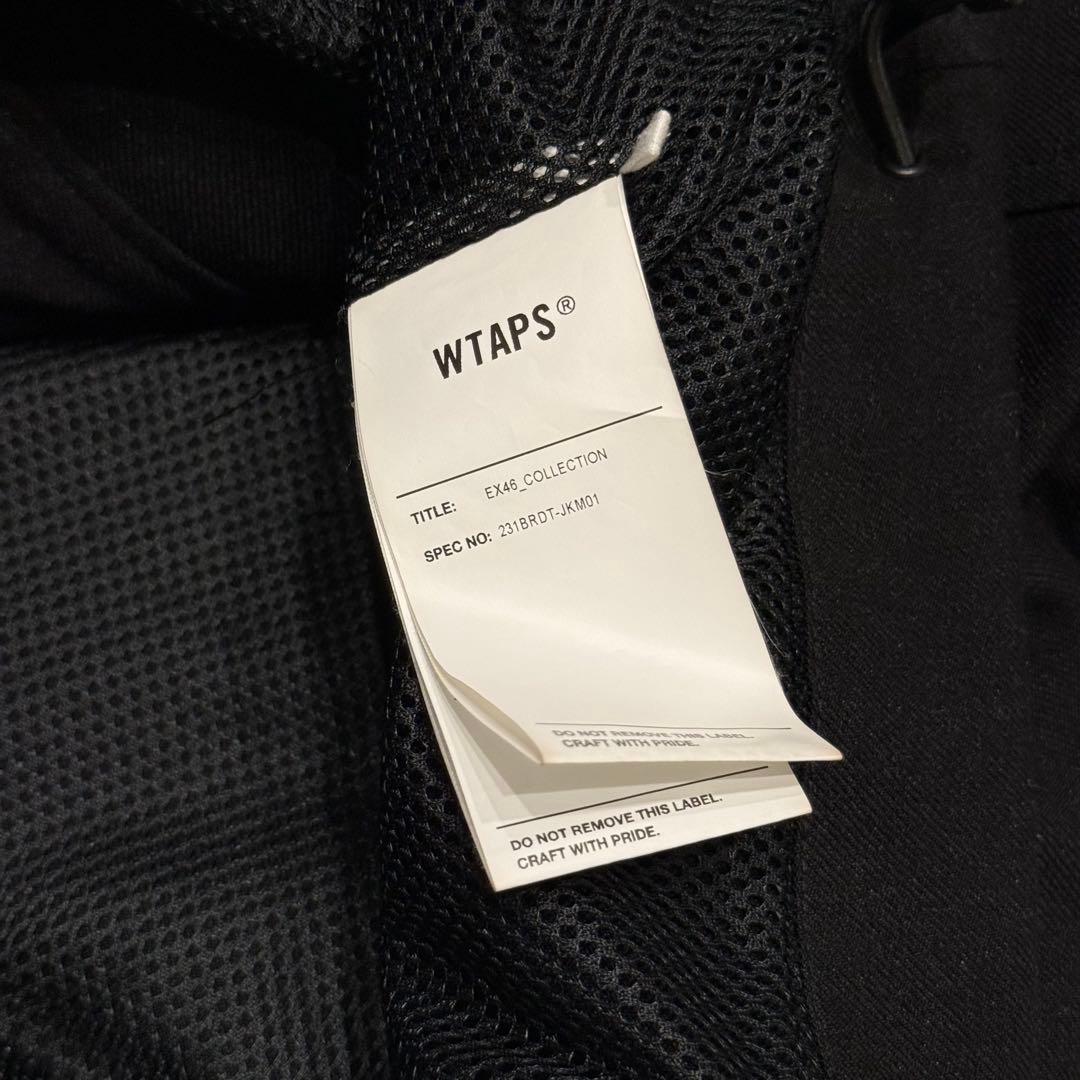 WTAPS®
TITLE: EX46_COLLECTION
SPEC NO: 231BRDT-JKM01
DO NOT REMOVE THIS LABEL.
CRAFT WITH PRIDE.
DO NOT REMOVE THIS LABEL.
CRAFT WITH PRIDE.